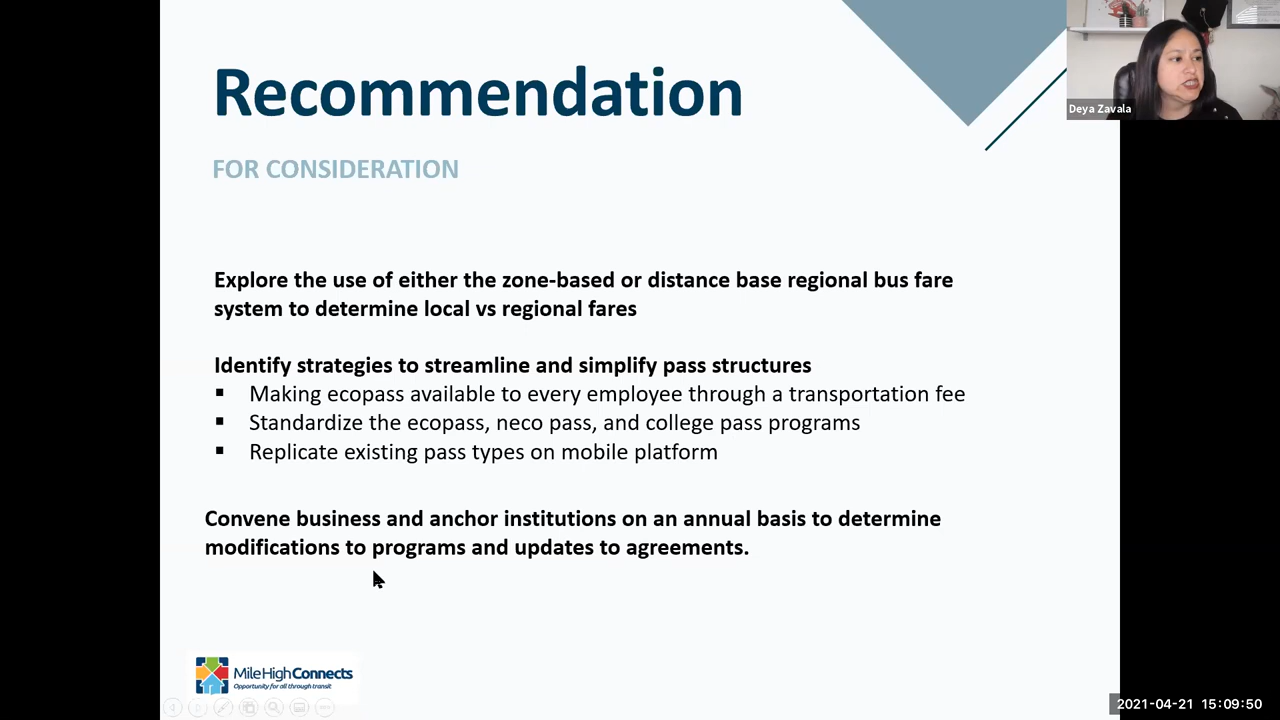 Recommendation
FOR CONSIDERATION
Deya Zavala
Explore the use of either the zone-based or distance base regional bus fare
system to determine local vs regional fares
Identify strategies to streamline and simplify pass structures
▪ Making ecopass available to every employee through a transportation fee
▪ Standardize the ecopass, neco pass, and college pass programs
▪ Replicate existing pass types on mobile platform
Convene business and anchor institutions on an annual basis to determine
modifications to programs and updates to agreements.
MileHighConnects
Opportunity for all through transit
2021-04-21 15:09:50